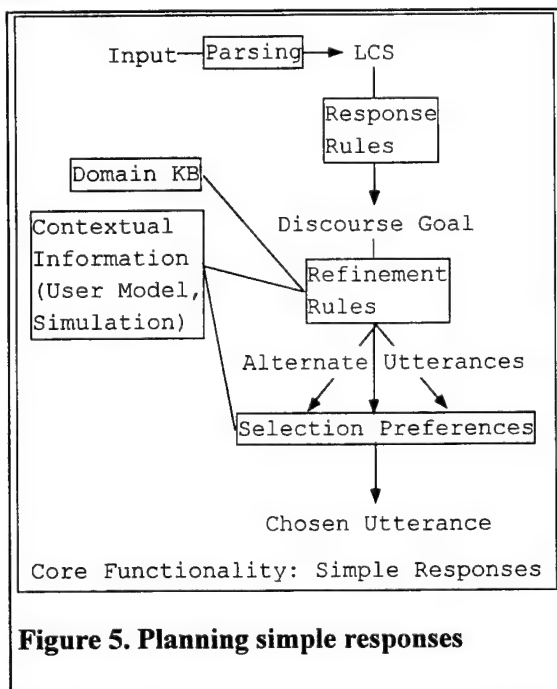 Input Parsing LCS
Response
Rules
Domain KB
Discourse Goal
Contextual
Information
(User Model,
Simulation)
Refinement
Rules
Alternate Utterances
Selection Preferences
Chosen Utterance
Core Functionality: Simple Responses
Figure 5. Planning simple responses